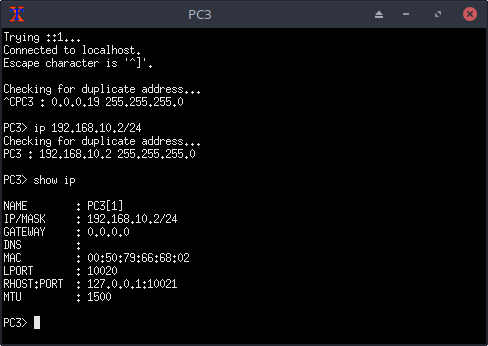 PC3
Trying ::1...
Connected to localhost.
Escape character is '^]'.
Checking for duplicate address...
^CPC3 : 0.0.0.19 255.255.255.0
PC3> ip 192.168.10.2/24
Checking for duplicate address...
PC3 : 192.168.10.2 255.255.255.0
PC3> show ip
NAME : PC3[1]
IP/MASK : 192.168.10.2/24
GATEWAY : 0.0.0.0
DNS :
MAC : 00:50:79:66:68:02
LPORT : 10020
RHOST:PORT : 127.0.0.1:10021
MTU : 1500
PC3>